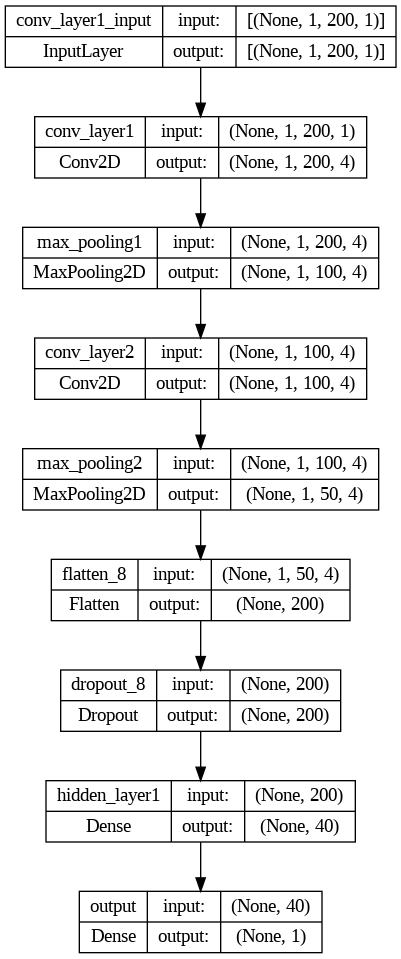 conv_layer1_input input: [(None, 1, 200, 1)]
InputLayer output: [(None, 1, 200, 1)]
conv_layer1 input: (None, 1, 200, 1)
Conv2D output: (None, 1, 200, 4)
max_pooling1 input: (None, 1, 200, 4)
MaxPooling2D output: (None, 1, 100, 4)
conv_layer2 input: (None, 1, 100, 4)
Conv2D output: (None, 1, 100, 4)
max_pooling2 input: (None, 1, 100, 4)
MaxPooling2D output: (None, 1, 50, 4)
flatten_8 input: (None, 1, 50, 4)
Flatten output: (None, 200)
dropout_8 input: (None, 200)
Dropout output: (None, 200)
hidden_layer1 input: (None, 200)
Dense output: (None, 40)
output input: (None, 40)
Dense output: (None, 1)